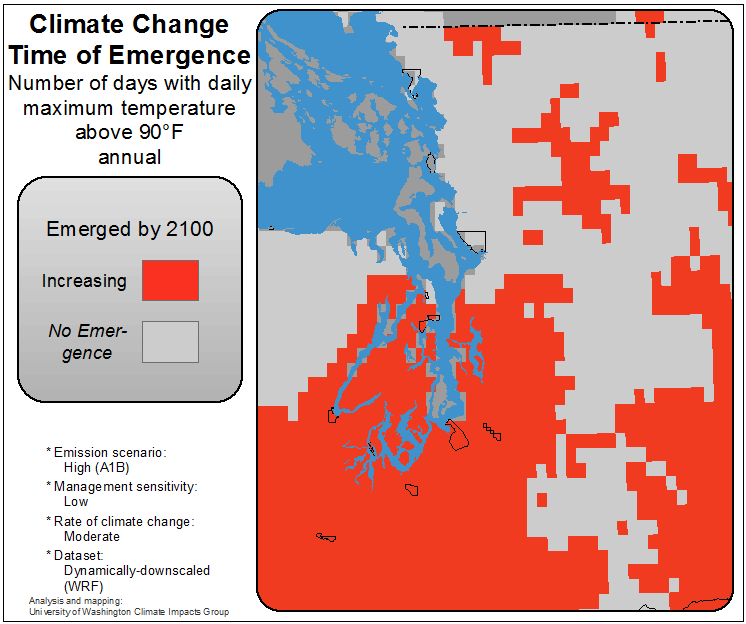 Climate Change
Time of Emergence
Number of days with daily
maximum temperature
above 90°F
annual
Emerged by 2100
Increasing
No Emer-
gence
* Emission scenario:
High (A1B)
* Management sensitivity:
Low
* Rate of climate change:
Moderate
* Dataset:
Dynamically-downscaled
(WRF)
Analysis and mapping:
University of Washington Climate Impacts Group